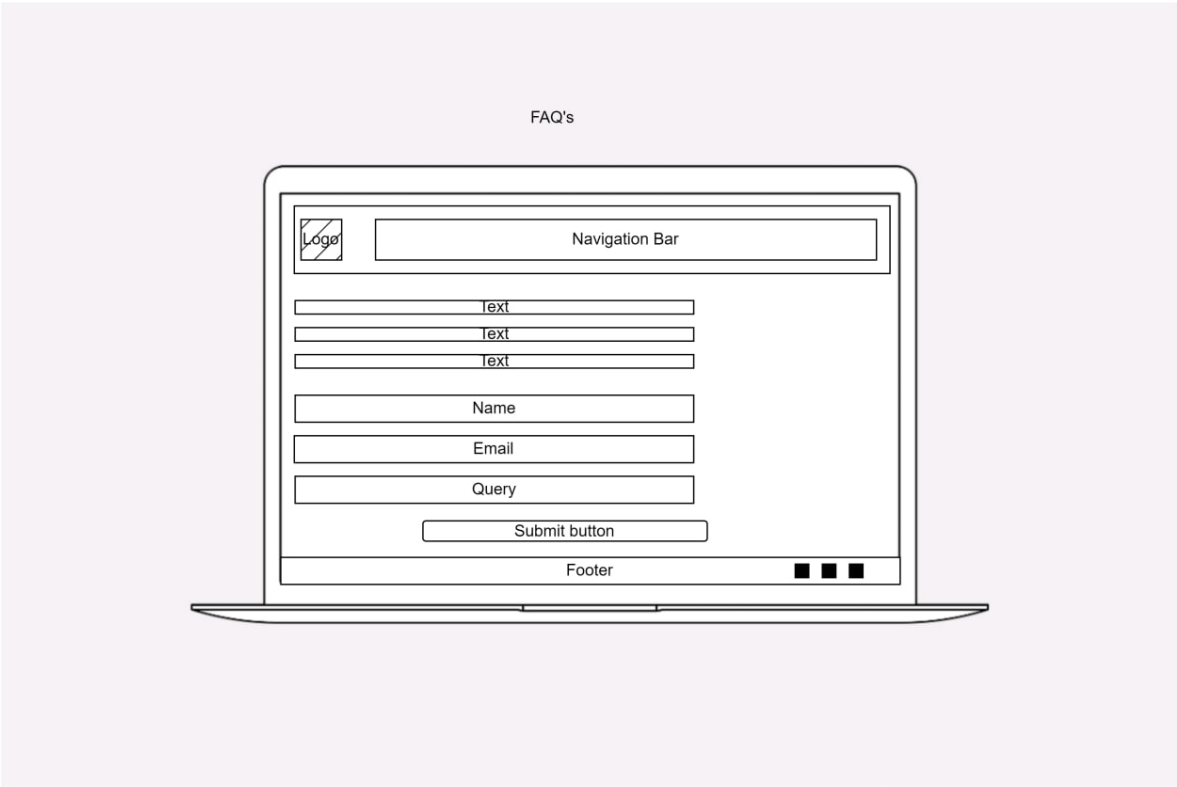 FAQ's
Logo
Navigation Bar
Text
Text
Text
Name
Email
Query
Submit button
Footer